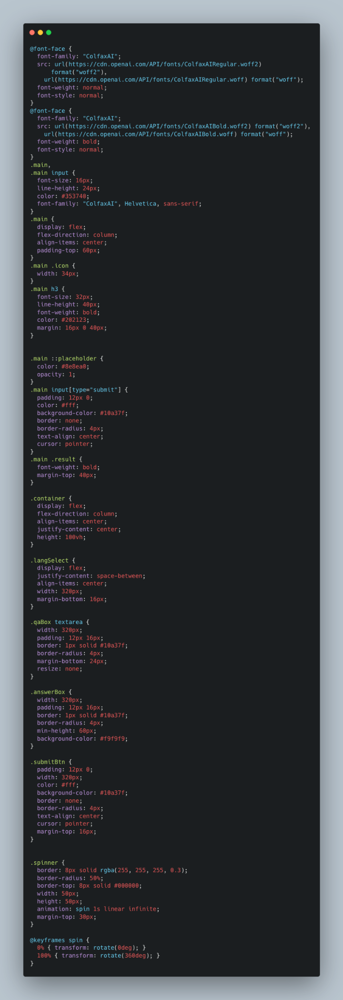 @font-face {
  font-family: "ColfaxAI";
  src: url(https://cdn.openai.com/API/fonts/ColfaxAIRegular.woff2)
      format("woff2"),
    url(https://cdn.openai.com/API/fonts/ColfaxAIRegular.woff) format("woff");
  font-weight: normal;
  font-style: normal;
}
@font-face {
  font-family: "ColfaxAI";
  src: url(https://cdn.openai.com/API/fonts/ColfaxAIBold.woff2) format("woff2"),
    url(https://cdn.openai.com/API/fonts/ColfaxAIBold.woff) format("woff");
  font-weight: bold;
  font-style: normal;
}
.main,
.main input {
  font-size: 16px;
  line-height: 24px;
  color: #353740;
  font-family: "ColfaxAI", Helvetica, sans-serif;
}
.main {
  display: flex;
  flex-direction: column;
  align-items: center;
  padding-top: 60px;
}
.main .icon {
  width: 34px;
}
.main h3 {
  font-size: 32px;
  line-height: 40px;
  font-weight: bold;
  color: #202123;
  margin: 16px 0 40px;
}


.main ::placeholder {
  color: #8e8ea0;
  opacity: 1;
}
.main input[type="submit"] {
  padding: 12px 0;
  color: #fff;
  background-color: #10a37f;
  border: none;
  border-radius: 4px;
  text-align: center;
  cursor: pointer;
}
.main .result {
  font-weight: bold;
  margin-top: 40px;
}

.container {
  display: flex;
  flex-direction: column;
  align-items: center;
  justify-content: center;
  height: 100vh;
}

.langSelect {
  display: flex;
  justify-content: space-between;
  align-items: center;
  width: 320px;
  margin-bottom: 16px;
}

.qaBox textarea {
  width: 320px;
  padding: 12px 16px;
  border: 1px solid #10a37f;
  border-radius: 4px;
  margin-bottom: 24px;
  resize: none;
}

.answerBox {
  width: 320px;
  padding: 12px 16px;
  border: 1px solid #10a37f;
  border-radius: 4px;
  min-height: 60px;
  background-color: #f9f9f9;
}

.submitBtn {
  padding: 12px 0;
  width: 320px;
  color: #fff;
  background-color: #10a37f;
  border: none;
  border-radius: 4px;
  text-align: center;
  cursor: pointer;
  margin-top: 16px;
}


.spinner {
  border: 8px solid rgba(255, 255, 255, 0.3);
  border-radius: 50%;
  border-top: 8px solid #000000;
  width: 50px;
  height: 50px;
  animation: spin 1s linear infinite;
  margin-top: 30px;
}

@keyframes spin {
  0% { transform: rotate(0deg); }
  100% { transform: rotate(360deg); }
}